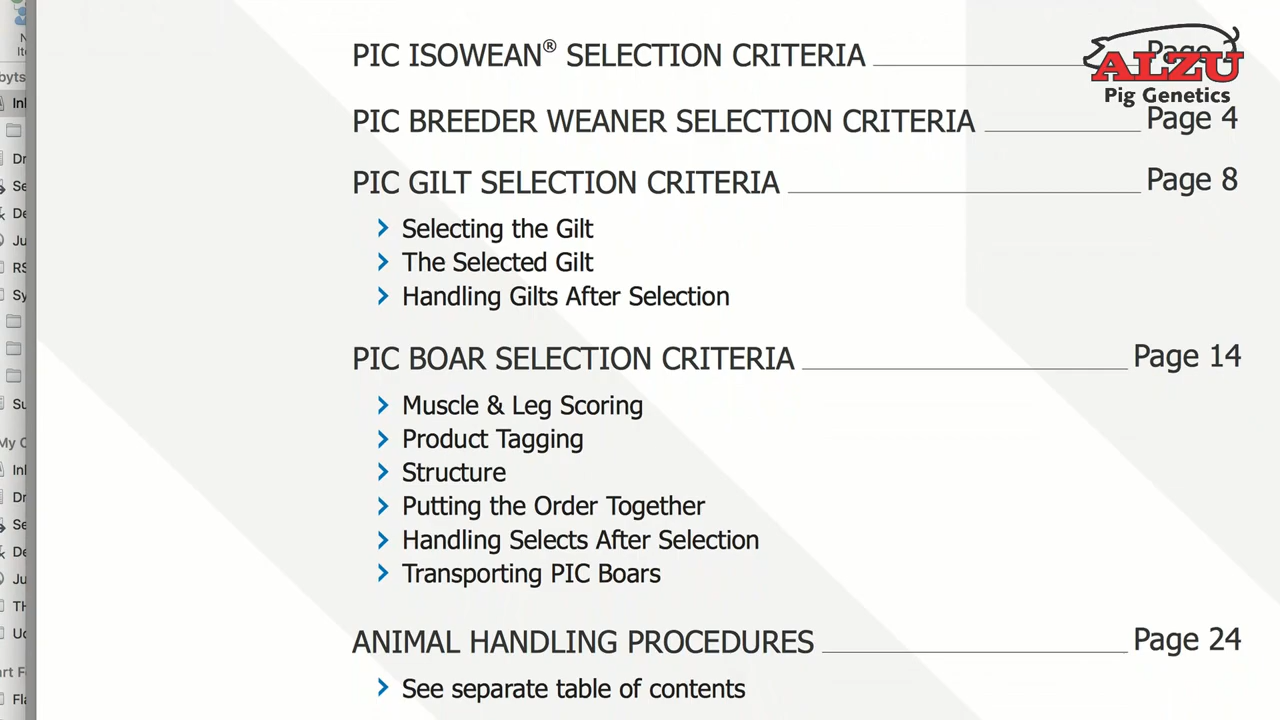 PIC ISOWEAN® SELECTION CRITERIA Page
ALZU
Pig Genetics
PIC BREEDER WEANER SELECTION CRITERIA Page 4
PIC GILT SELECTION CRITERIA Page 8
Selecting the Gilt
The Selected Gilt
Handling Gilts After Selection
PIC BOAR SELECTION CRITERIA Page 14
Muscle & Leg Scoring
Product Tagging
Structure
Putting the Order Together
Handling Selects After Selection
Transporting PIC Boars
ANIMAL HANDLING PROCEDURES Page 24
See separate table of contents